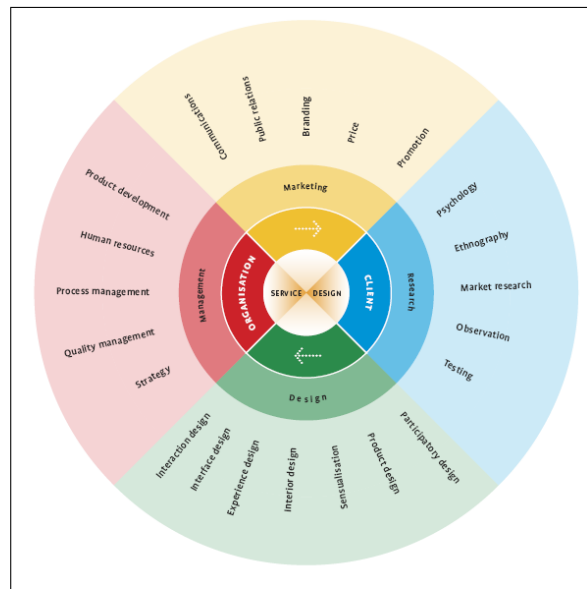 Communications
Public relations
Branding
Price
Promotion
Marketing
Product development
Human resources
Process management
Quality management
Strategy
Management
ORGANISATION
SERVICE DESIGN
CLIENT
Research
Psychology
Ethnography
Market research
Observation
Testing
Design
Interaction design
Interface design
Experience design
Interior design
Sensualisation
Product design
Participatory design